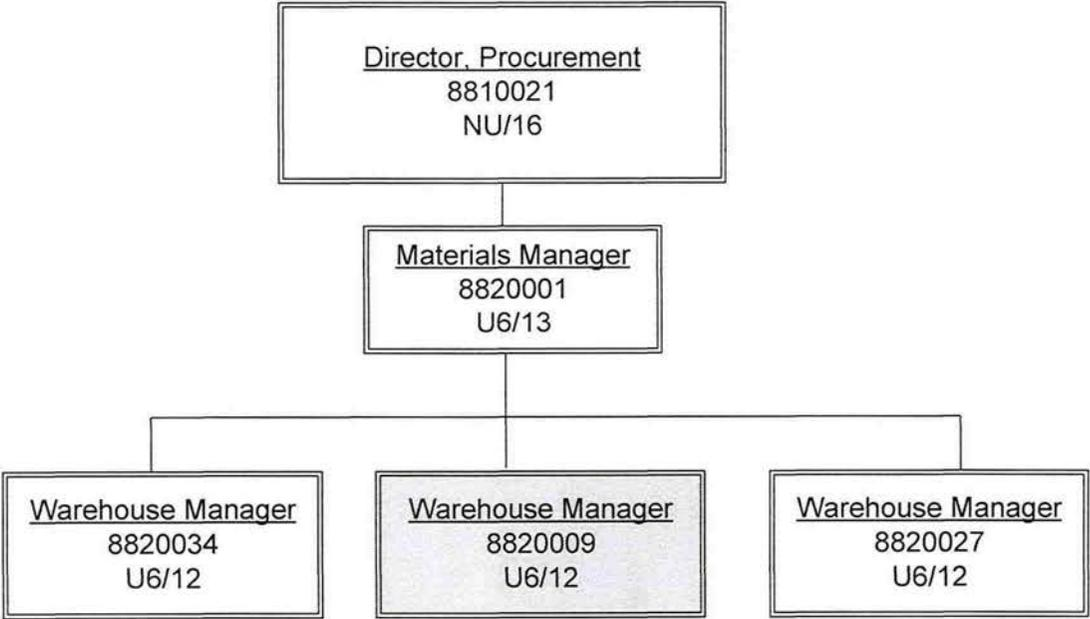 Director, Procurement
8810021
NU/16
Materials Manager
8820001
U6/13
Warehouse Manager
8820034
U6/12
Warehouse Manager
8820009
U6/12
Warehouse Manager
8820027
U6/12